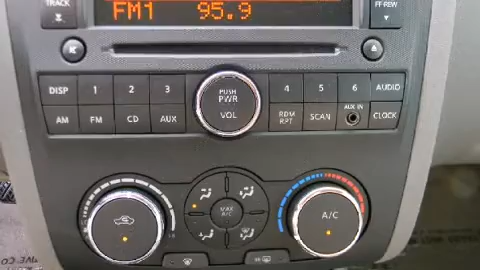 TRACK FF·REW
FM1 95.9
DISP 1 2 3 PUSH PWR VOL 4 5 6 AUDIO
AM FM CD AUX RDM RPT SCAN AUX IN CLOCK
MAX A/C
A/C